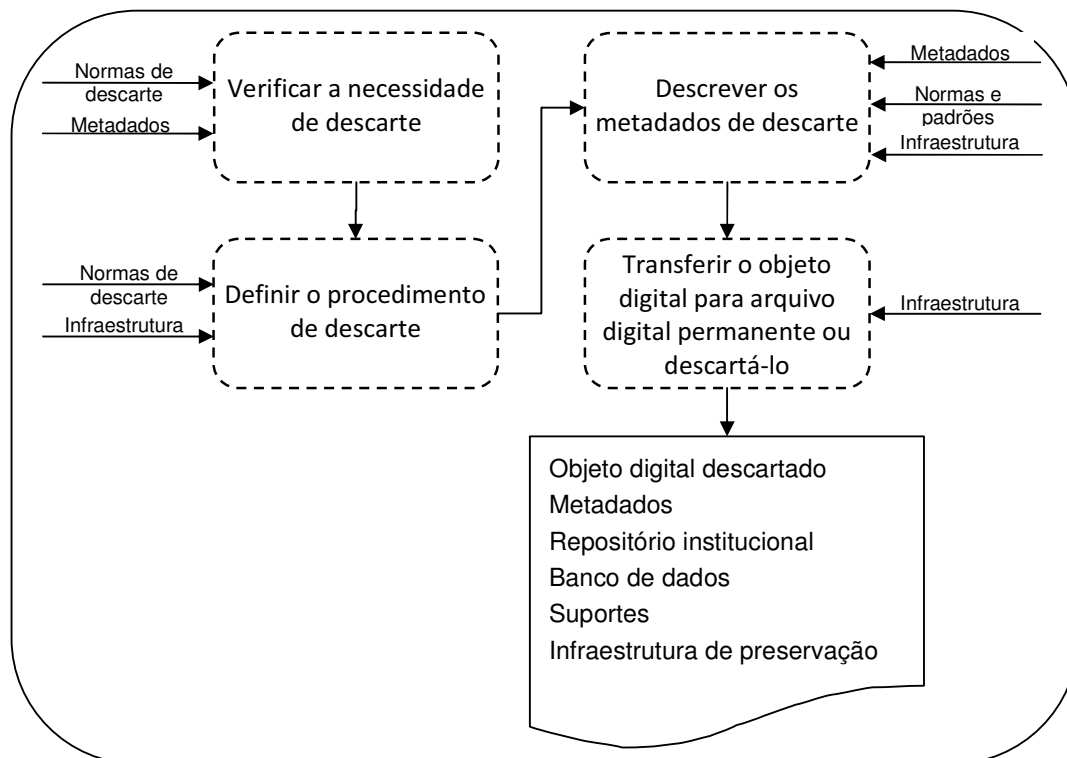 Normas de
descarte
Metadados
Verificar a necessidade
de descarte
Normas de
descarte
Infraestrutura
Definir o procedimento
de descarte
Descrever os
metadados de descarte
Metadados
Normas e
padrões
Infraestrutura
Transferir o objeto
digital para arquivo
digital permanente ou
descartá-lo
Infraestrutura
Objeto digital descartado
Metadados
Repositório institucional
Banco de dados
Suportes
Infraestrutura de preservação